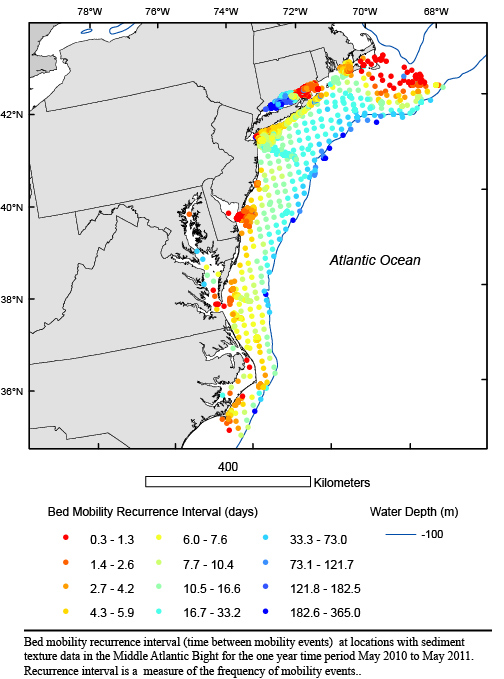 78°W 76°W 74°W 72°W 70°W 68°W
42°N
40°N
38°N
36°N
Atlantic Ocean
400
Kilometers
Bed Mobility Recurrence Interval (days)
0.3 - 1.3
1.4 - 2.6
2.7 - 4.2
4.3 - 5.9
6.0 - 7.6
7.7 - 10.4
10.5 - 16.6
16.7 - 33.2
33.3 - 73.0
73.1 - 121.7
121.8 - 182.5
182.6 - 365.0
Water Depth (m)
-100
Bed mobility recurrence interval (time between mobility events) at locations with sediment
texture data in the Middle Atlantic Bight for the one year time period May 2010 to May 2011.
Recurrence interval is a measure of the frequency of mobility events..